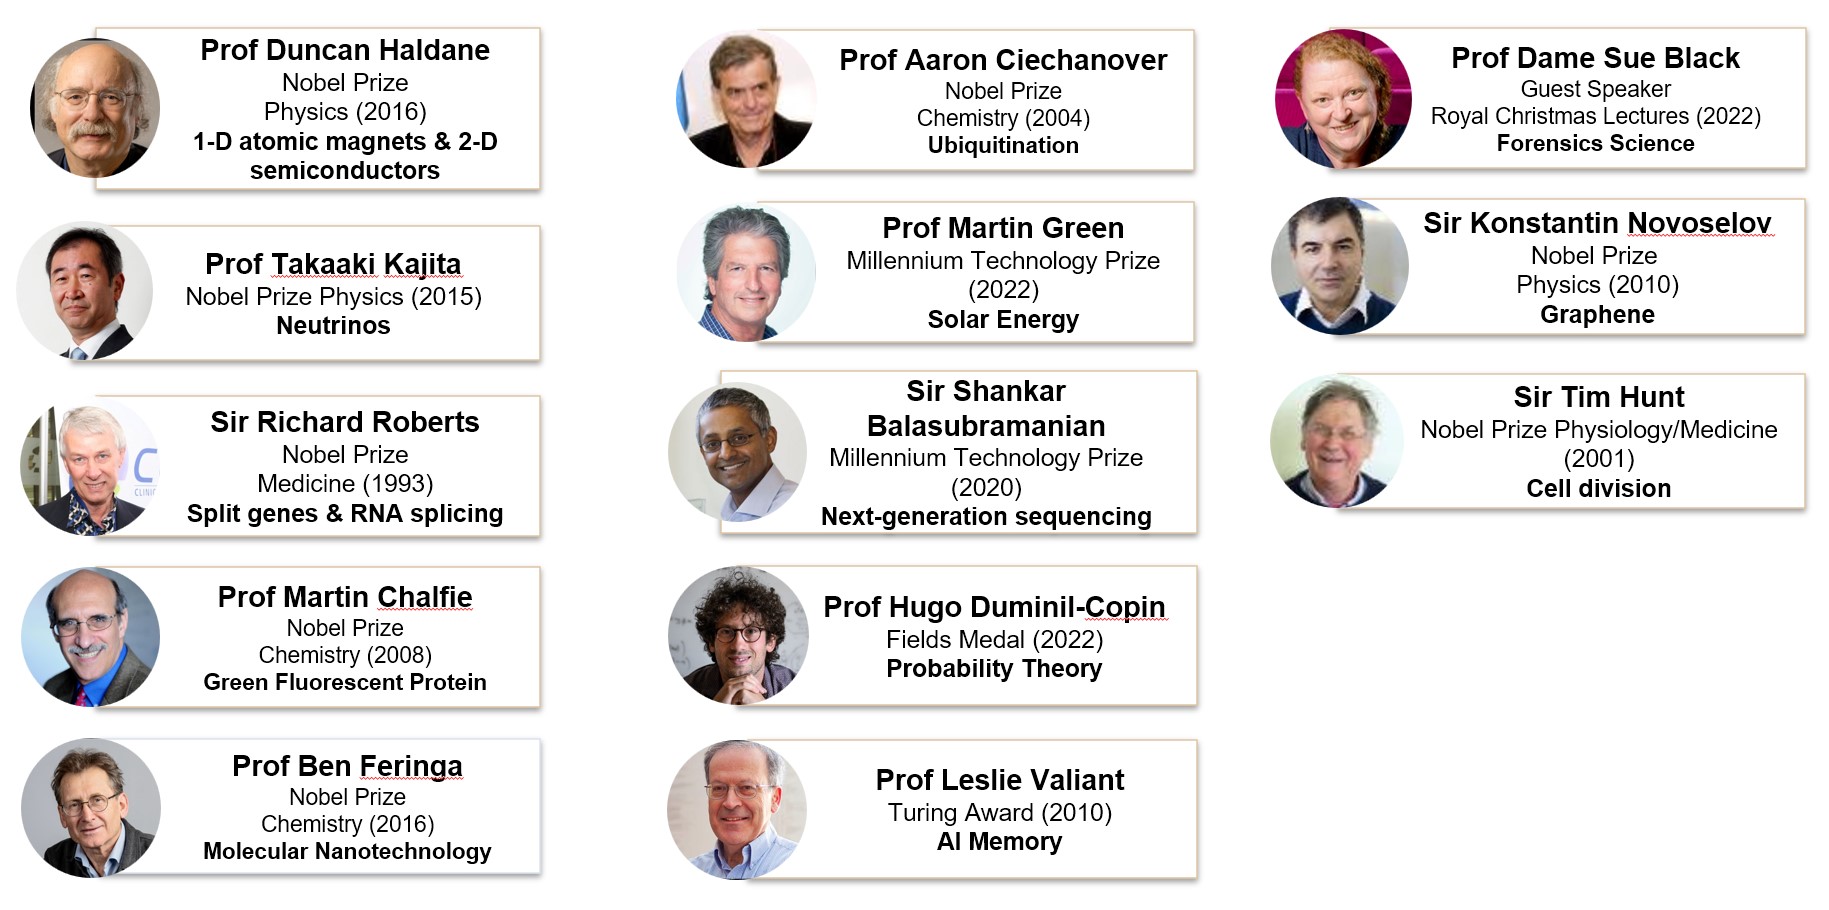 Prof Duncan Haldane
Nobel Prize
Physics (2016)
1-D atomic magnets & 2-D
semiconductors
Prof Takaaki Kajita
Nobel Prize Physics (2015)
Neutrinos
Sir Richard Roberts
Nobel Prize
Medicine (1993)
Split genes & RNA splicing
Prof Martin Chalfie
Nobel Prize
Chemistry (2008)
Green Fluorescent Protein
Prof Ben Feringa
Nobel Prize
Chemistry (2016)
Molecular Nanotechnology
Prof Aaron Ciechanover
Nobel Prize
Chemistry (2004)
Ubiquitination
Prof Martin Green
Millennium Technology Prize
(2022)
Solar Energy
Sir Shankar
Balasubramanian
Millennium Technology Prize
(2020)
Next-generation sequencing
Prof Hugo Duminil-Copin
Fields Medal (2022)
Probability Theory
Prof Leslie Valiant
Turing Award (2010)
AI Memory
Prof Dame Sue Black
Guest Speaker
Royal Christmas Lectures (2022)
Forensics Science
Sir Konstantin Novoselov
Nobel Prize
Physics (2010)
Graphene
Sir Tim Hunt
Nobel Prize Physiology/Medicine
(2001)
Cell division